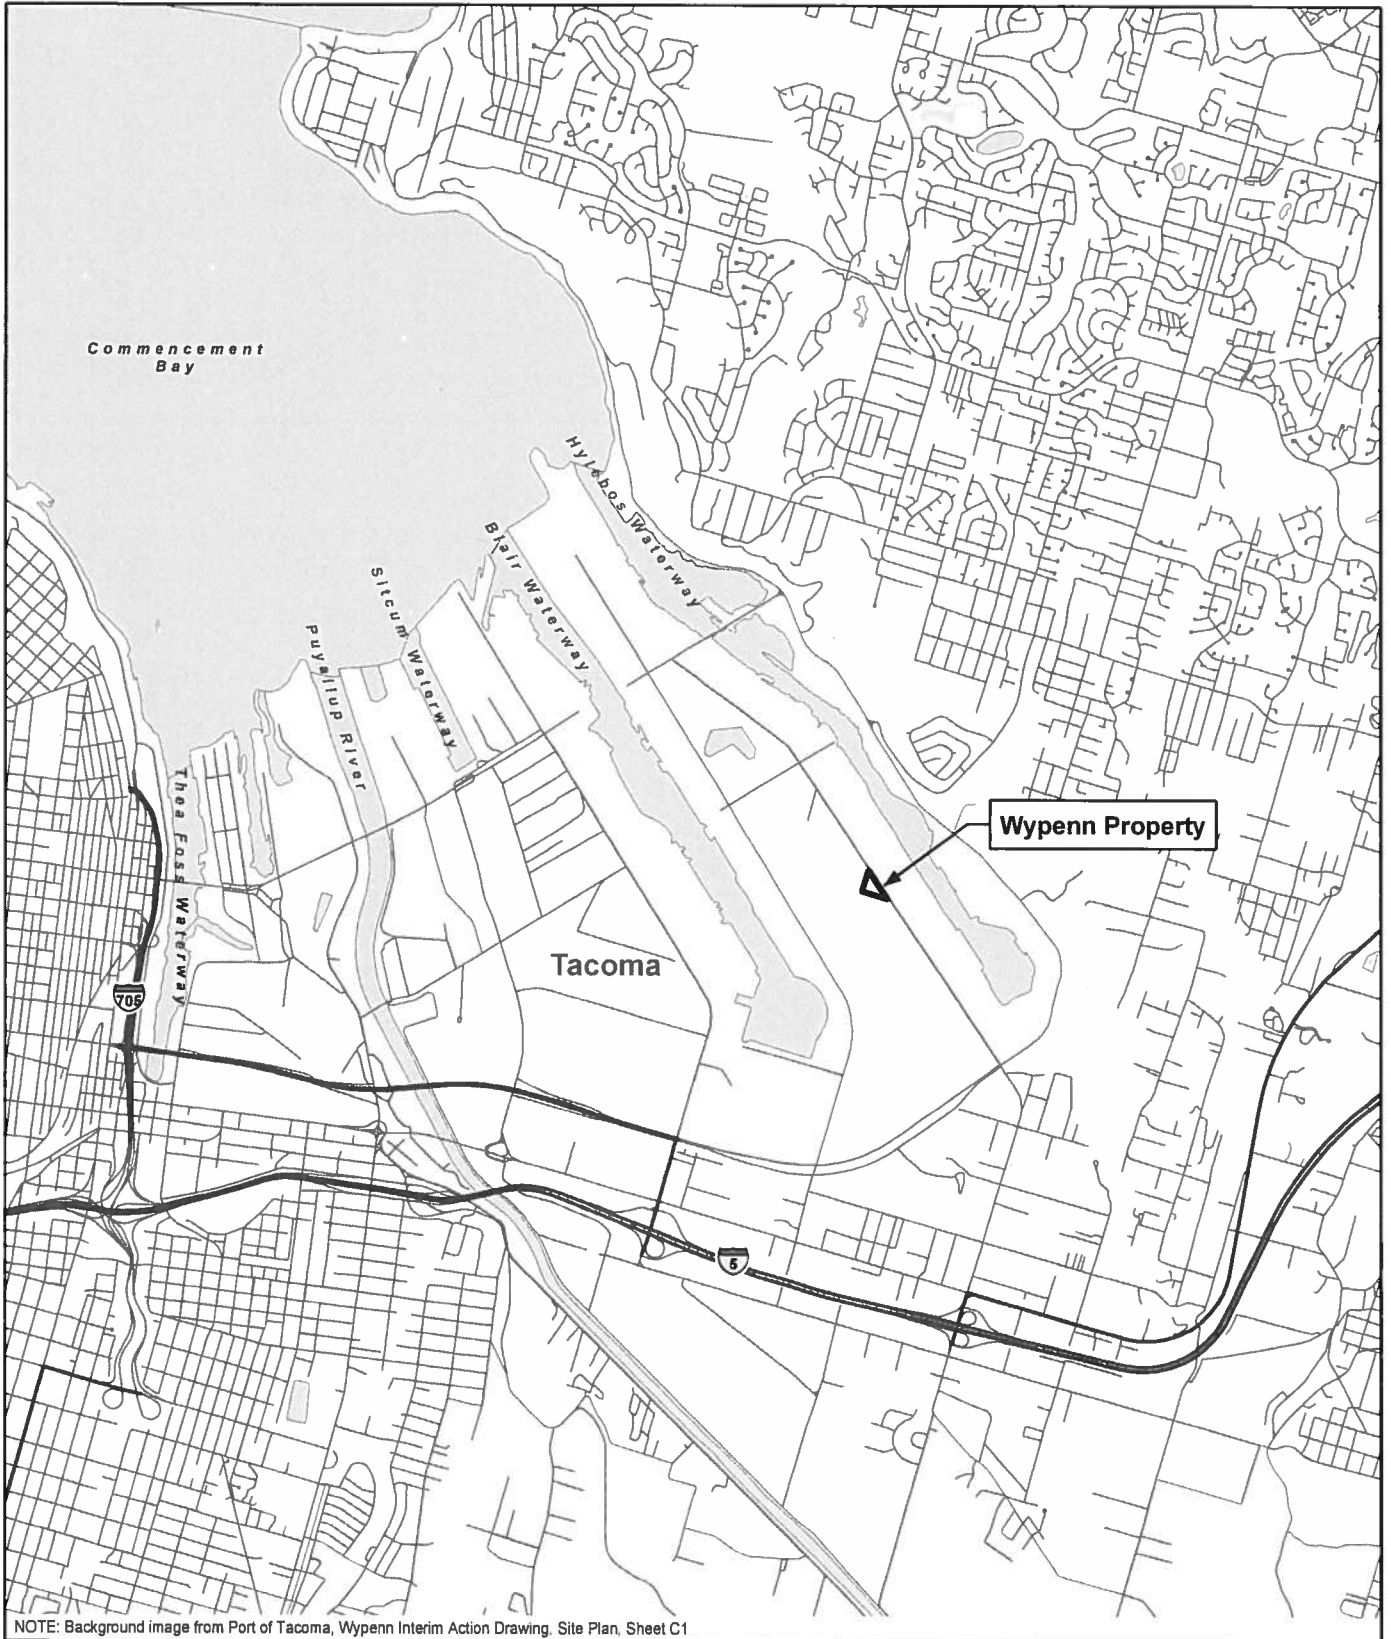 Commencement
Bay
Hylebos Waterway
Blair Waterway
Sitcum Waterway
Puyallup River
Thea Foss Waterway
Wypenn Property
Tacoma
705
5
NOTE: Background image from Port of Tacoma, Wypenn Interim Action Drawing, Site Plan, Sheet C1